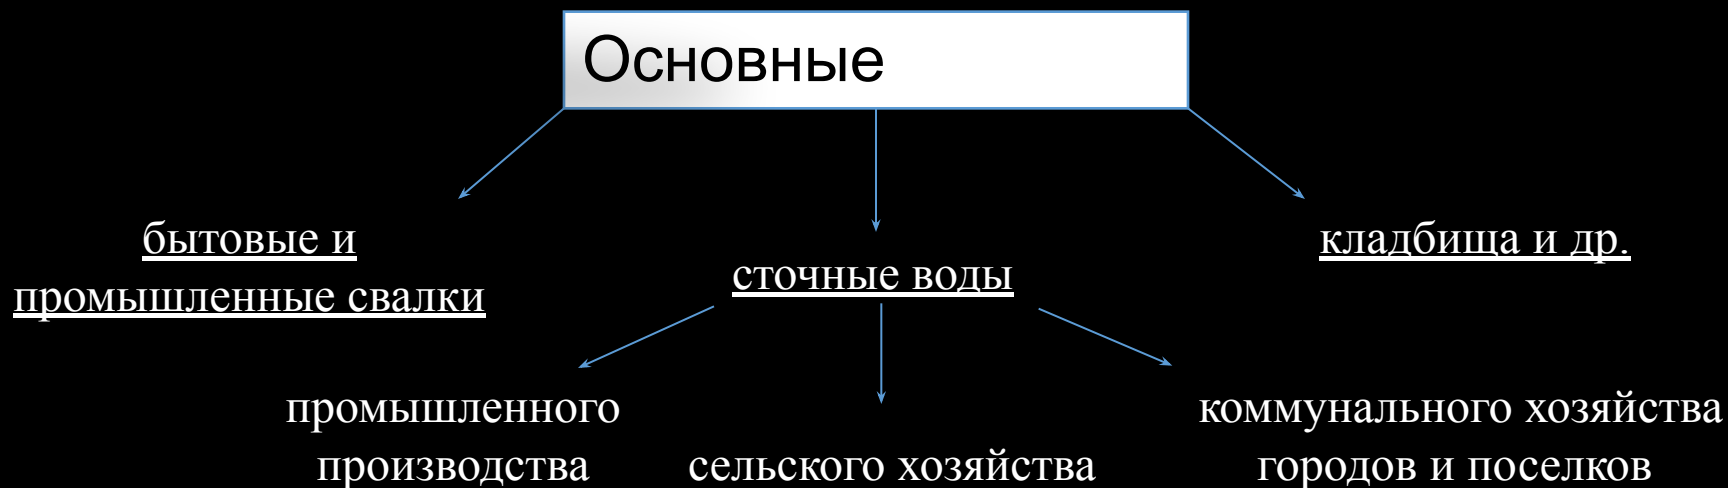 Основные
бытовые и
промышленные свалки
сточные воды
кладбища и др.
промышленного
производства
сельского хозяйства
коммунального хозяйства
городов и поселков